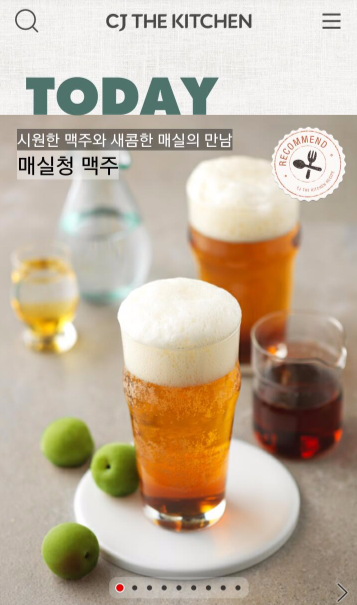 CJ THE KITCHEN
TODAY
시원한 맥주와 새콤한 매실의 만남
매실청 맥주
RECOMMEND